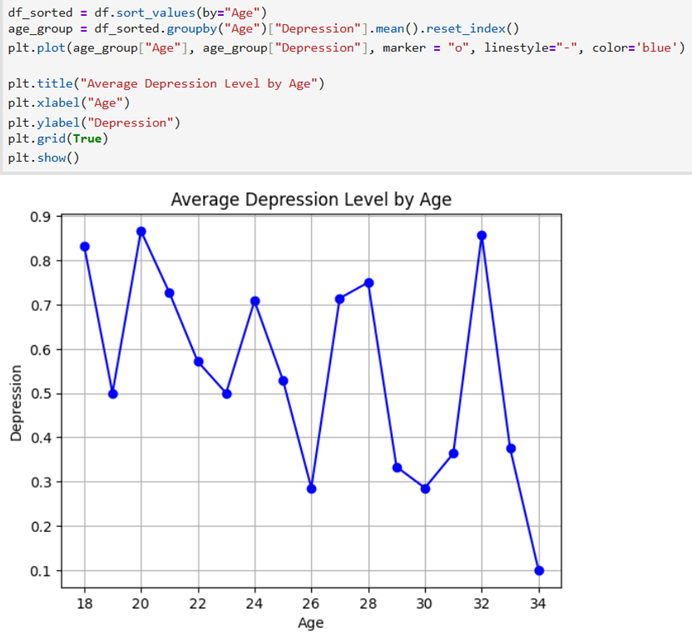 df_sorted = df.sort_values(by="Age")
age_group = df_sorted.groupby("Age")["Depression"].mean().reset_index()
plt.plot(age_group["Age"], age_group["Depression"], marker = "o", linestyle="-", color='blue')
plt.title("Average Depression Level by Age")
plt.xlabel("Age")
plt.ylabel("Depression")
plt.grid(True)
plt.show()
Average Depression Level by Age
0.9
0.8
0.7
0.6
0.5
0.4
0.3
0.2
0.1
Depression
18 20 22 24 26 28 30 32 34
Age